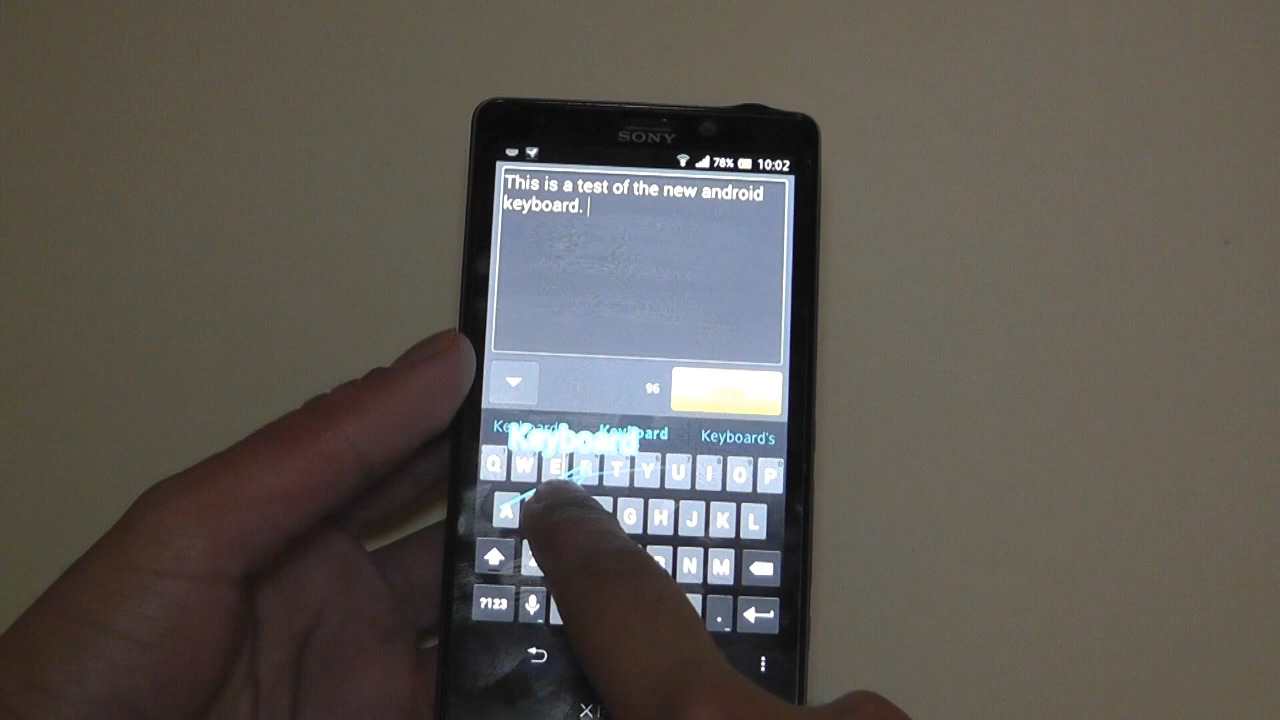 SONY
78% 10:02
This is a test of the new android
keyboard.
96
Keyboard Keyboard's
Keyboard
Q W E R T Y U I O P
A G H J K L
N M
?123 .